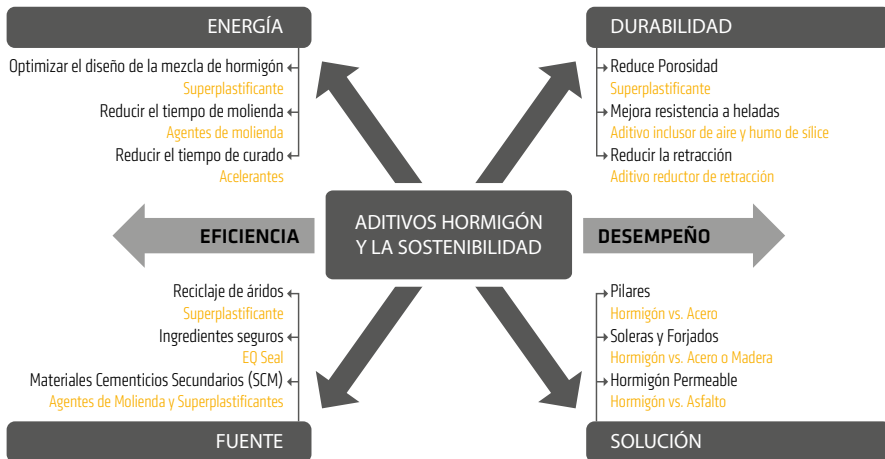 ENERGÍA
Optimizar el diseño de la mezcla de hormigón
Superplastificante
Reducir el tiempo de molienda
Agentes de molienda
Reducir el tiempo de curado
Acelerantes
DURABILIDAD
Reduce Porosidad
Superplastificante
Mejora resistencia a heladas
Aditivo inclusor de aire y humo de sílice
Reducir la retracción
Aditivo reductor de retracción
EFICIENCIA
ADITIVOS HORMIGÓN
Y LA SOSTENIBILIDAD
DESEMPEÑO
Reciclaje de áridos
Superplastificante
Ingredientes seguros
EQ Seal
Materiales Cementicios Secundarios (SCM)
Agentes de Molienda y Superplastificantes
FUENTE
Pilares
Hormigón vs. Acero
Soleras y Forjados
Hormigón vs. Acero o Madera
Hormigón Permeable
Hormigón vs. Asfalto
SOLUCIÓN